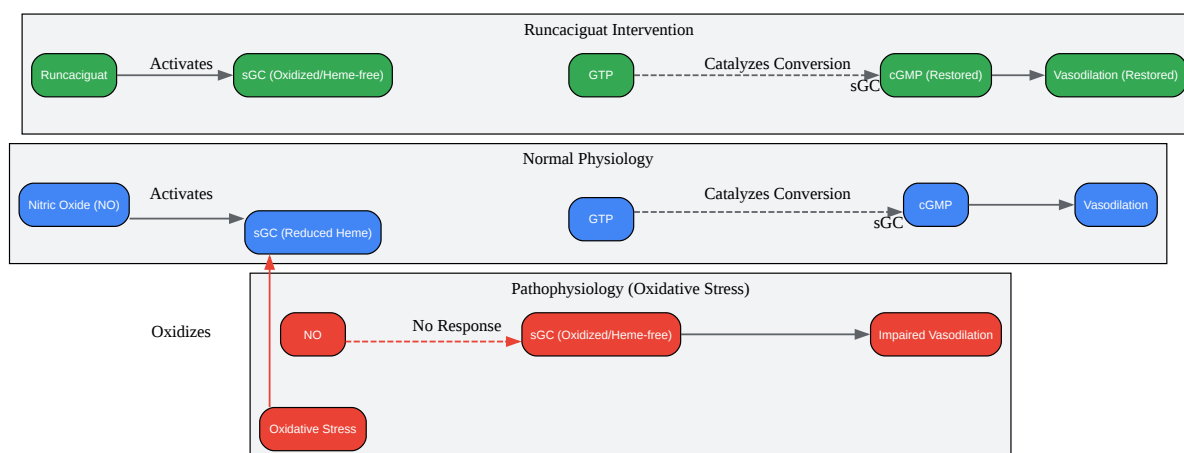 Runcaciguat Intervention
Runcaciguat
Activates
sGC (Oxidized/Heme-free)
GTP
Catalyzes Conversion
sGC
cGMP (Restored)
Vasodilation (Restored)
Normal Physiology
Nitric Oxide (NO)
Activates
sGC (Reduced Heme)
GTP
Catalyzes Conversion
sGC
cGMP
Vasodilation
Pathophysiology (Oxidative Stress)
Oxidizes
NO
No Response
sGC (Oxidized/Heme-free)
Impaired Vasodilation
Oxidative Stress